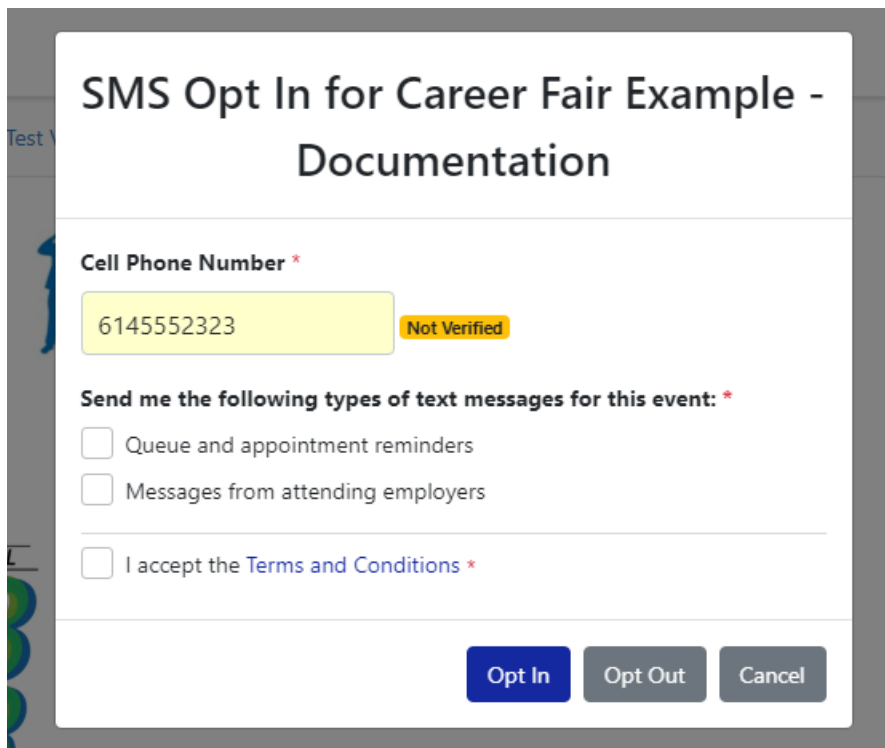 SMS Opt In for Career Fair Example -
Documentation
Test
Cell Phone Number *
6145552323 Not Verified
Send me the following types of text messages for this event: *
Queue and appointment reminders
Messages from attending employers
L
I accept the Terms and Conditions *
Opt In Opt Out Cancel